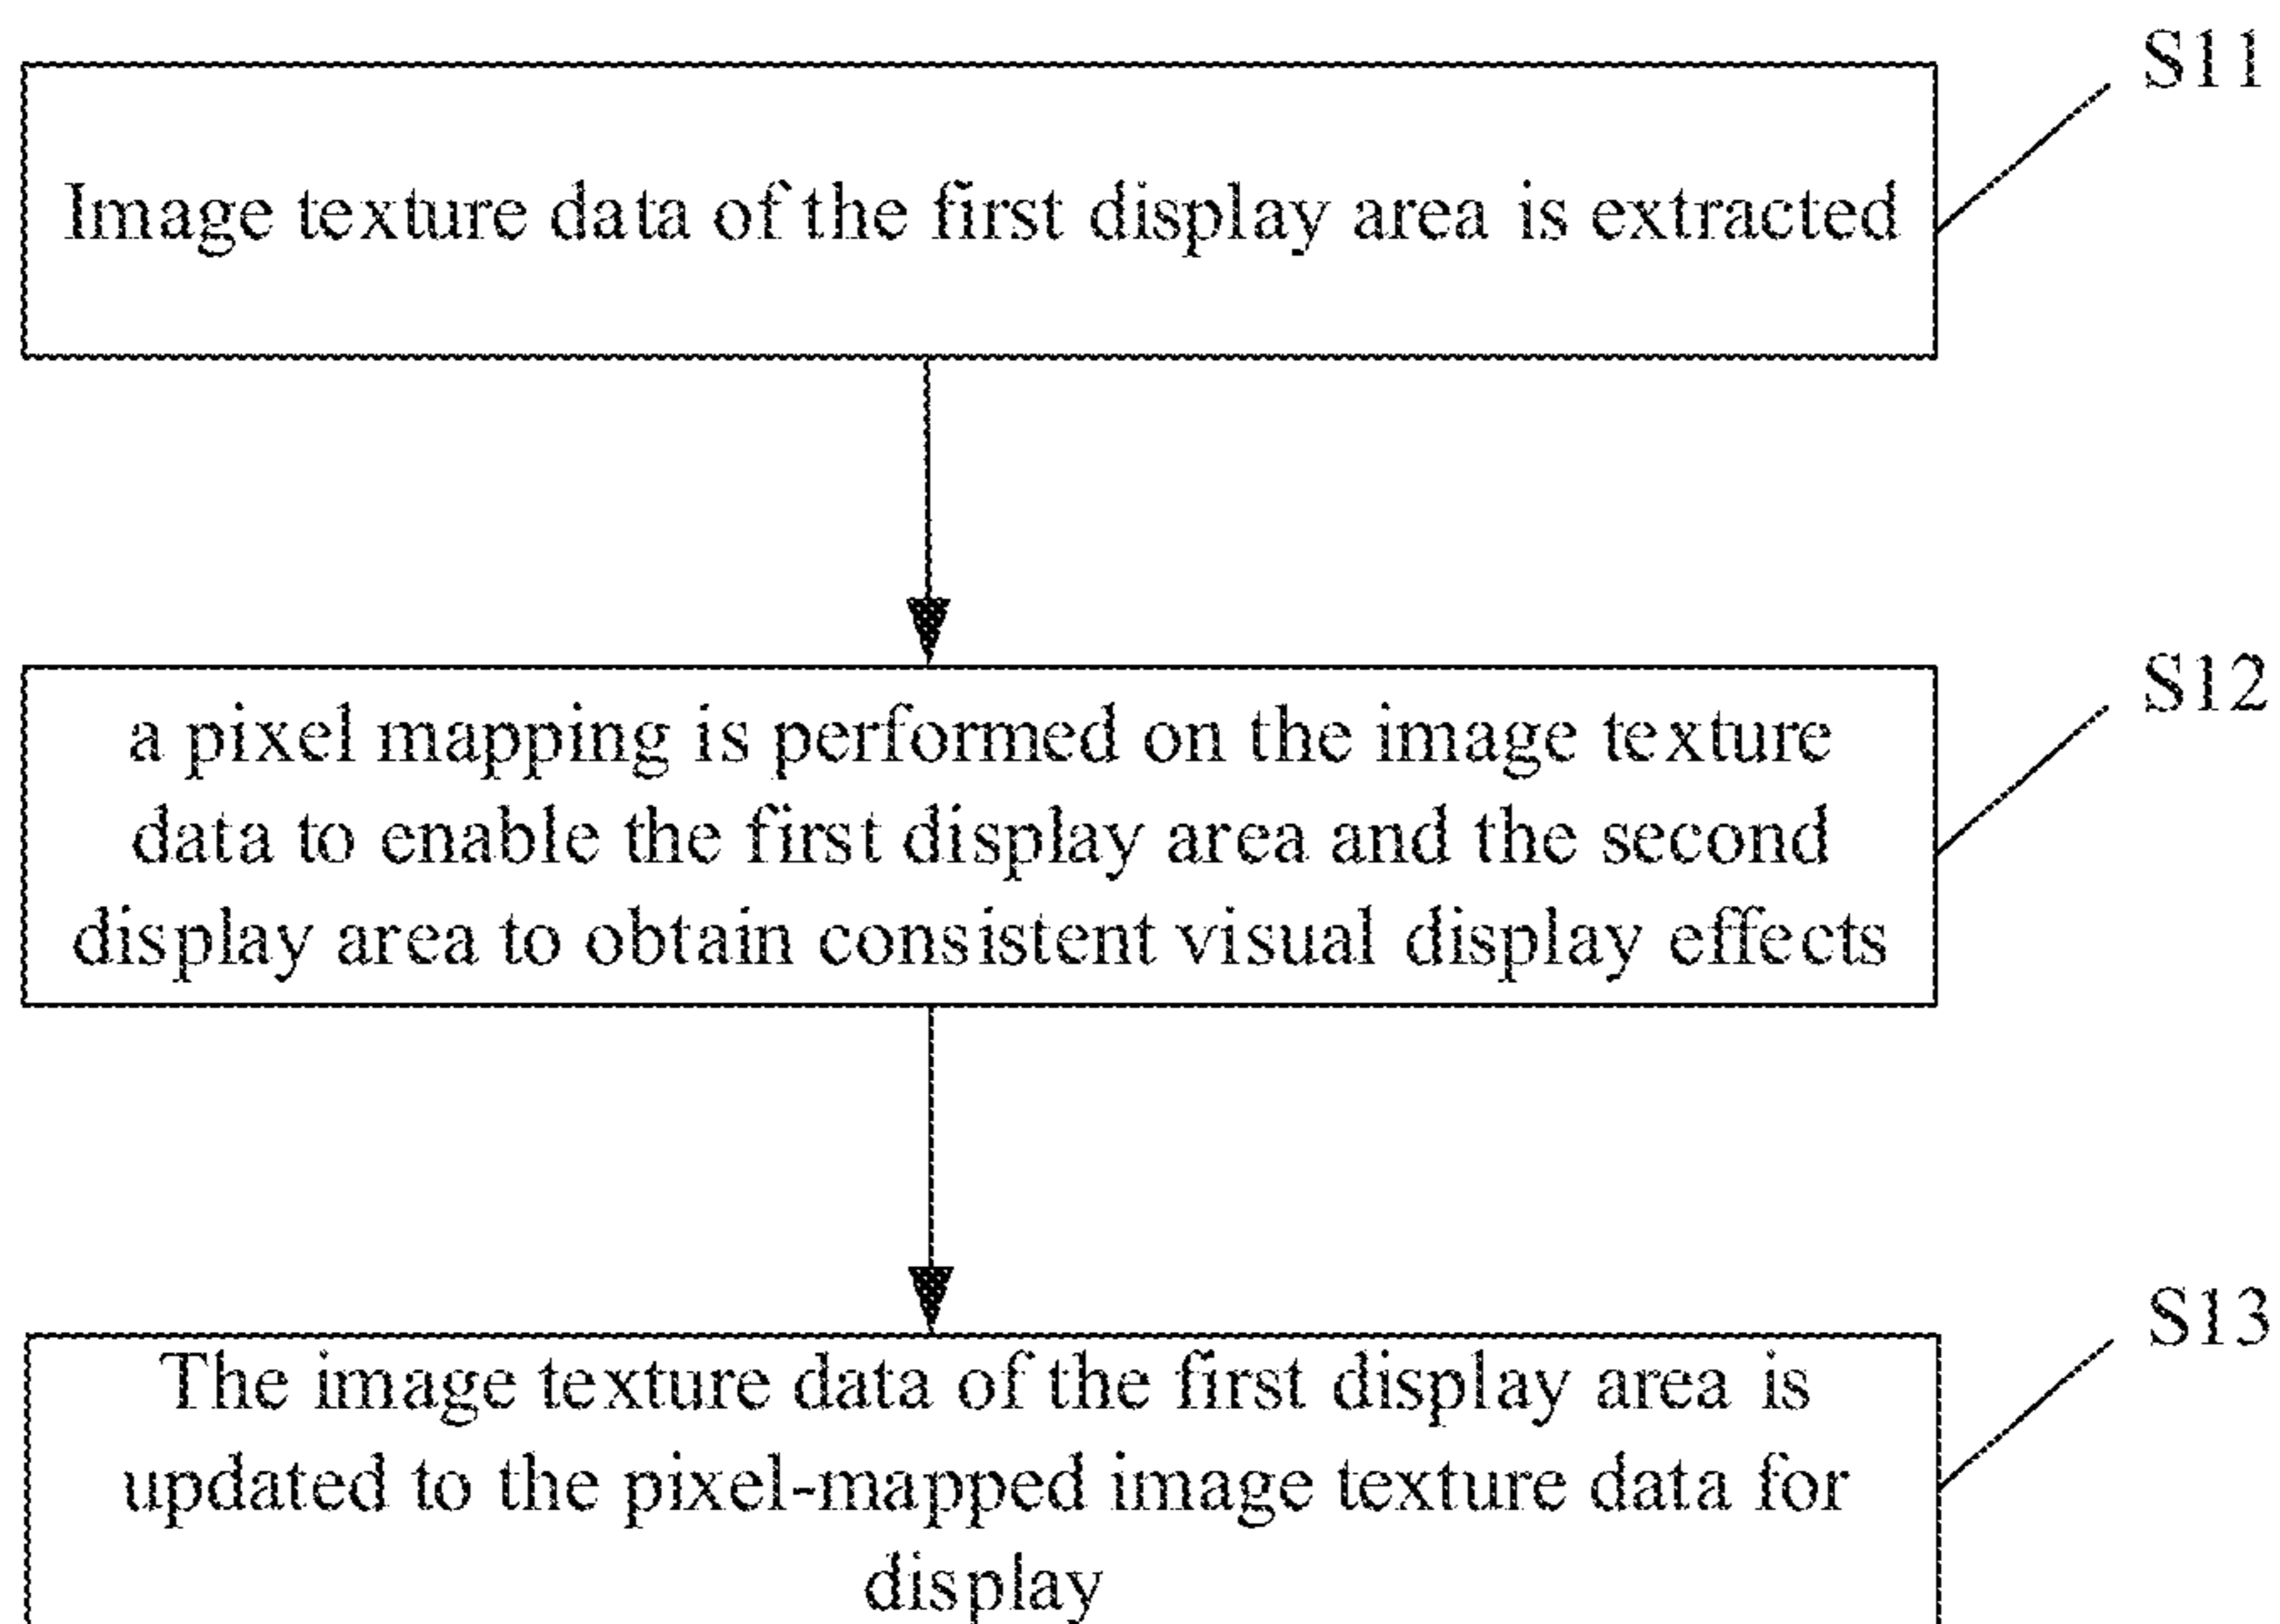 S11
Image texture data of the first display area is extracted
S12
a pixel mapping is performed on the image texture
data to enable the first display area and the second
display area to obtain consistent visual display effects
S13
The image texture data of the first display area is
updated to the pixel-mapped image texture data for
display